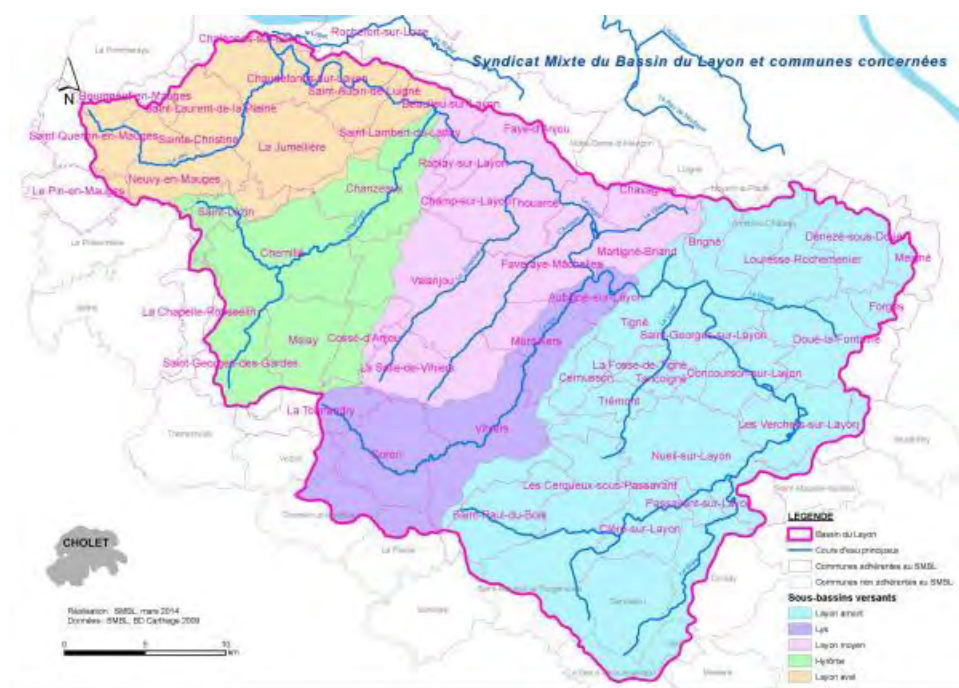 Syndicat Mixte du Bassin du Layon et communes concernées
La Pommeraye
Rochefort-sur-Loire
Chaudefonds-sur-Layon
Saint-Aubin-de-Luigné
Bourgneuf-en-Mauges
Saint-Laurent-de-la-Plaine
Beaulieu-sur-Layon
N
Saint-Quentin-en-Mauges
Sainte-Christine
Saint-Lambert-du-Lattay
Faye-d'Anjou
La Jumellière
Rablay-sur-Layon
Le Pin-en-Mauges
Neuvy-en-Mauges
Chanzeaux
Chavagnes
Champ-sur-Layon
Thouarcé
Chemillé
Martigné-Briand
Brigné
Dénezé-sous-Doué
Louresse-Rochemenier
Meigné
Faveraye-Mâchelles
Valanjou
Aubigné-sur-Layon
Forges
La Chapelle-Rousselin
Tigné
Saint-Georges-sur-Layon
Doué-la-Fontaine
Melay
Cossé-d'Anjou
Saint-Georges-des-Gardes
La Salle-de-Vihiers
La Fosse-de-Tigné
Cernusson
Tancoigné
Concourson-sur-Layon
Trémont
La Tourlandry
Les Verchers-sur-Layon
Vihiers
Coron
Nueil-sur-Layon
Les Cerqueux-sous-Passavant
Passavant-sur-Layon
Saint-Paul-du-Bois
Cléré-sur-Layon
CHOLET
LEGENDE
Bassin du Layon
Cours d'eau principaux
Communes adhérentes au SMBL
Communes non adhérentes au SMBL
Sous-bassins versants
Layon amont
Lys
Layon moyen
Hyrôme
Layon aval
Réalisation : SMBL, mars 2014
Données : SMBL, BD Carthage 2009
0 5 10
km